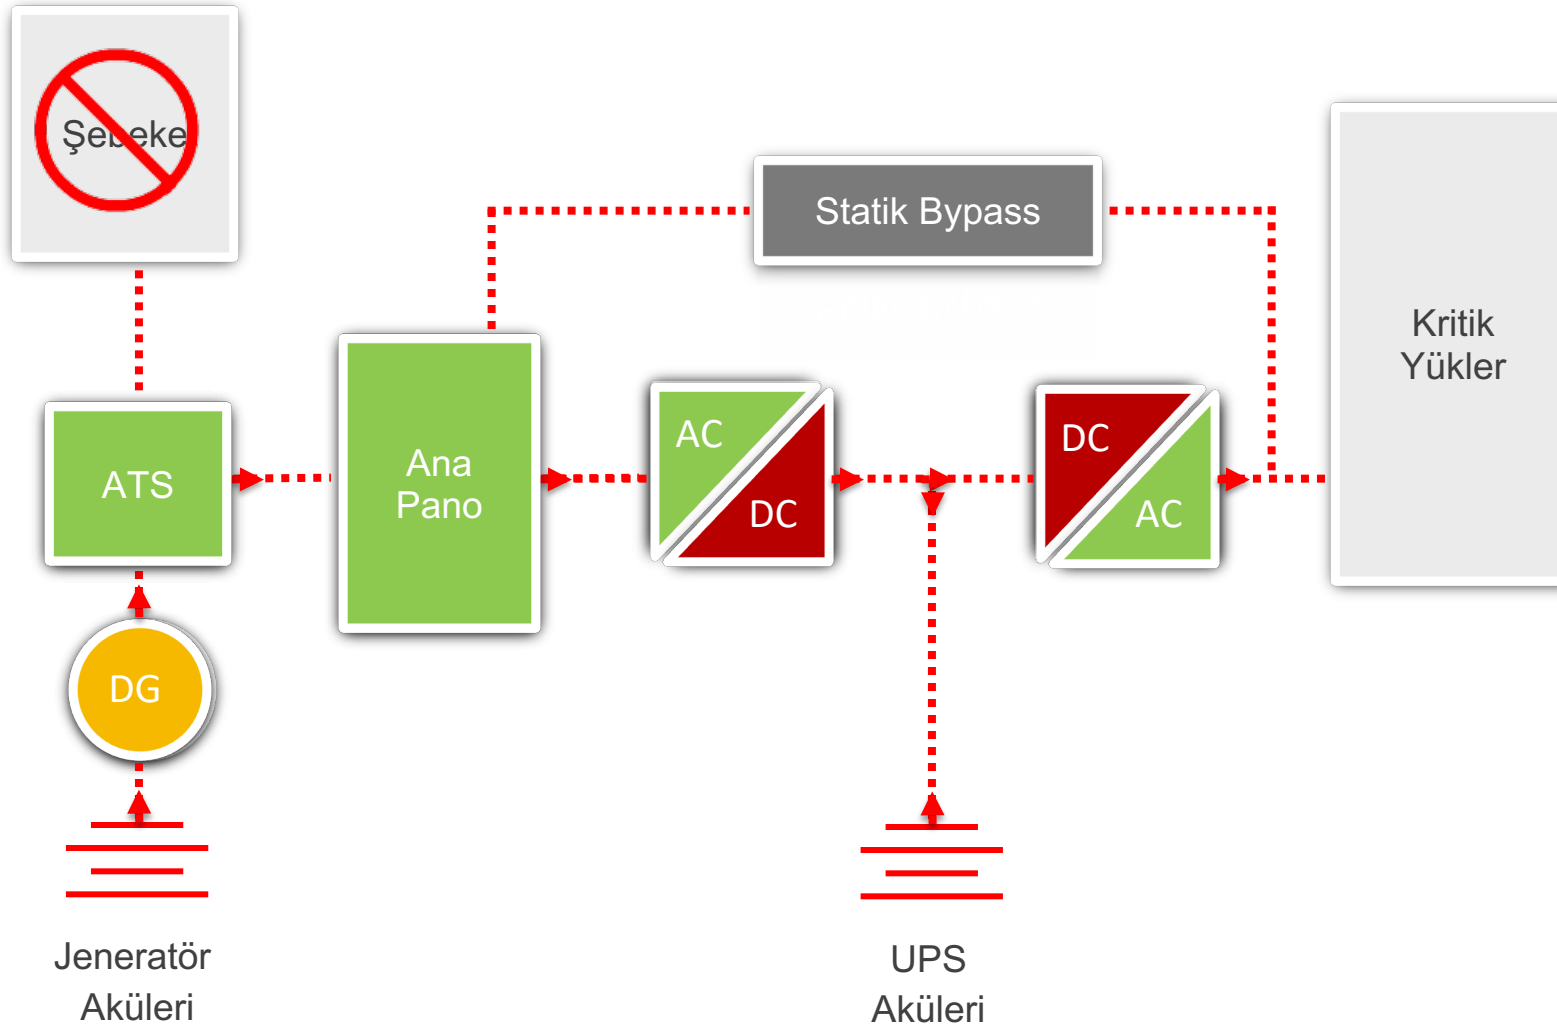 Şebeke
Statik Bypass
Kritik
Yükler
ATS
Ana
Pano
AC
DC
DC
AC
DG
Jeneratör
Aküleri
UPS
Aküleri